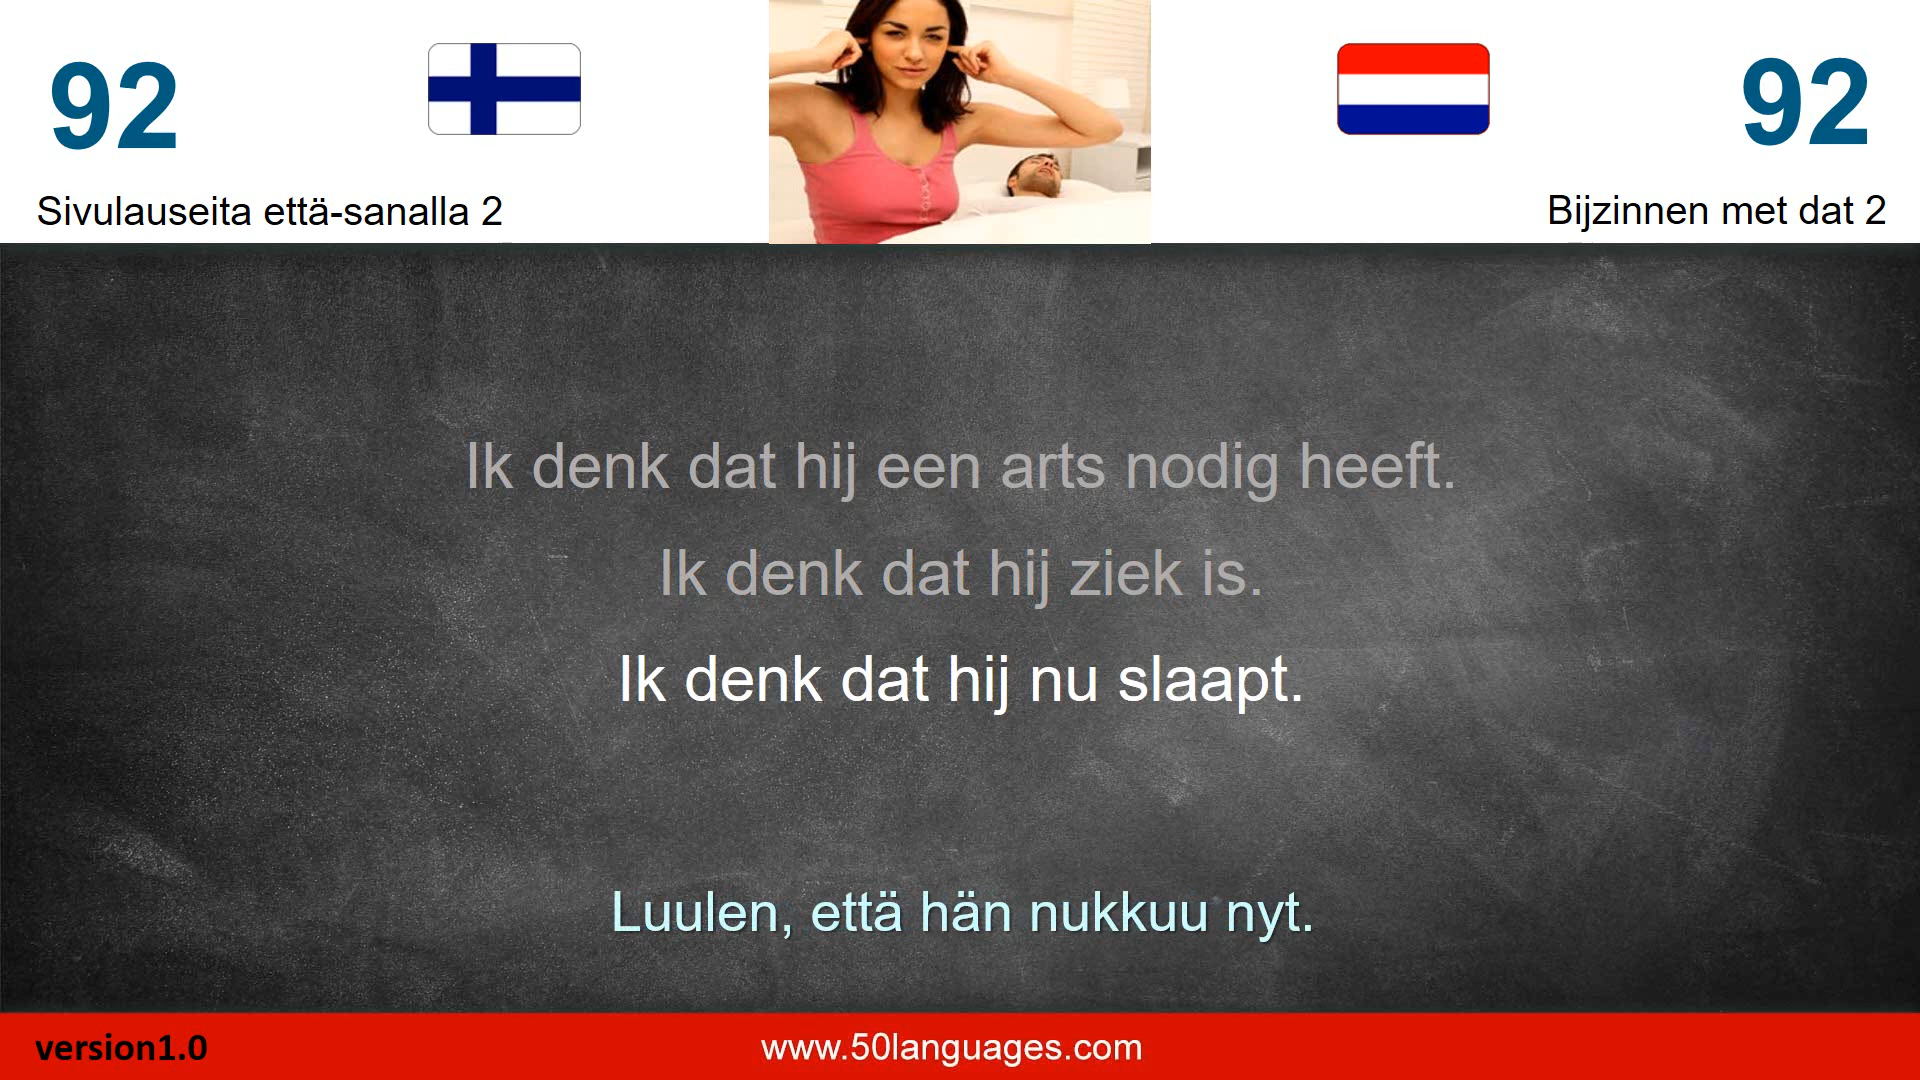 92
92
Sivulauseita että-sanalla 2
Bijzinnen met dat 2
Ik denk dat hij een arts nodig heeft.
Ik denk dat hij ziek is.
Ik denk dat hij nu slaapt.
Luulen, että hän nukkuu nyt.
version1.0
www.50languages.com